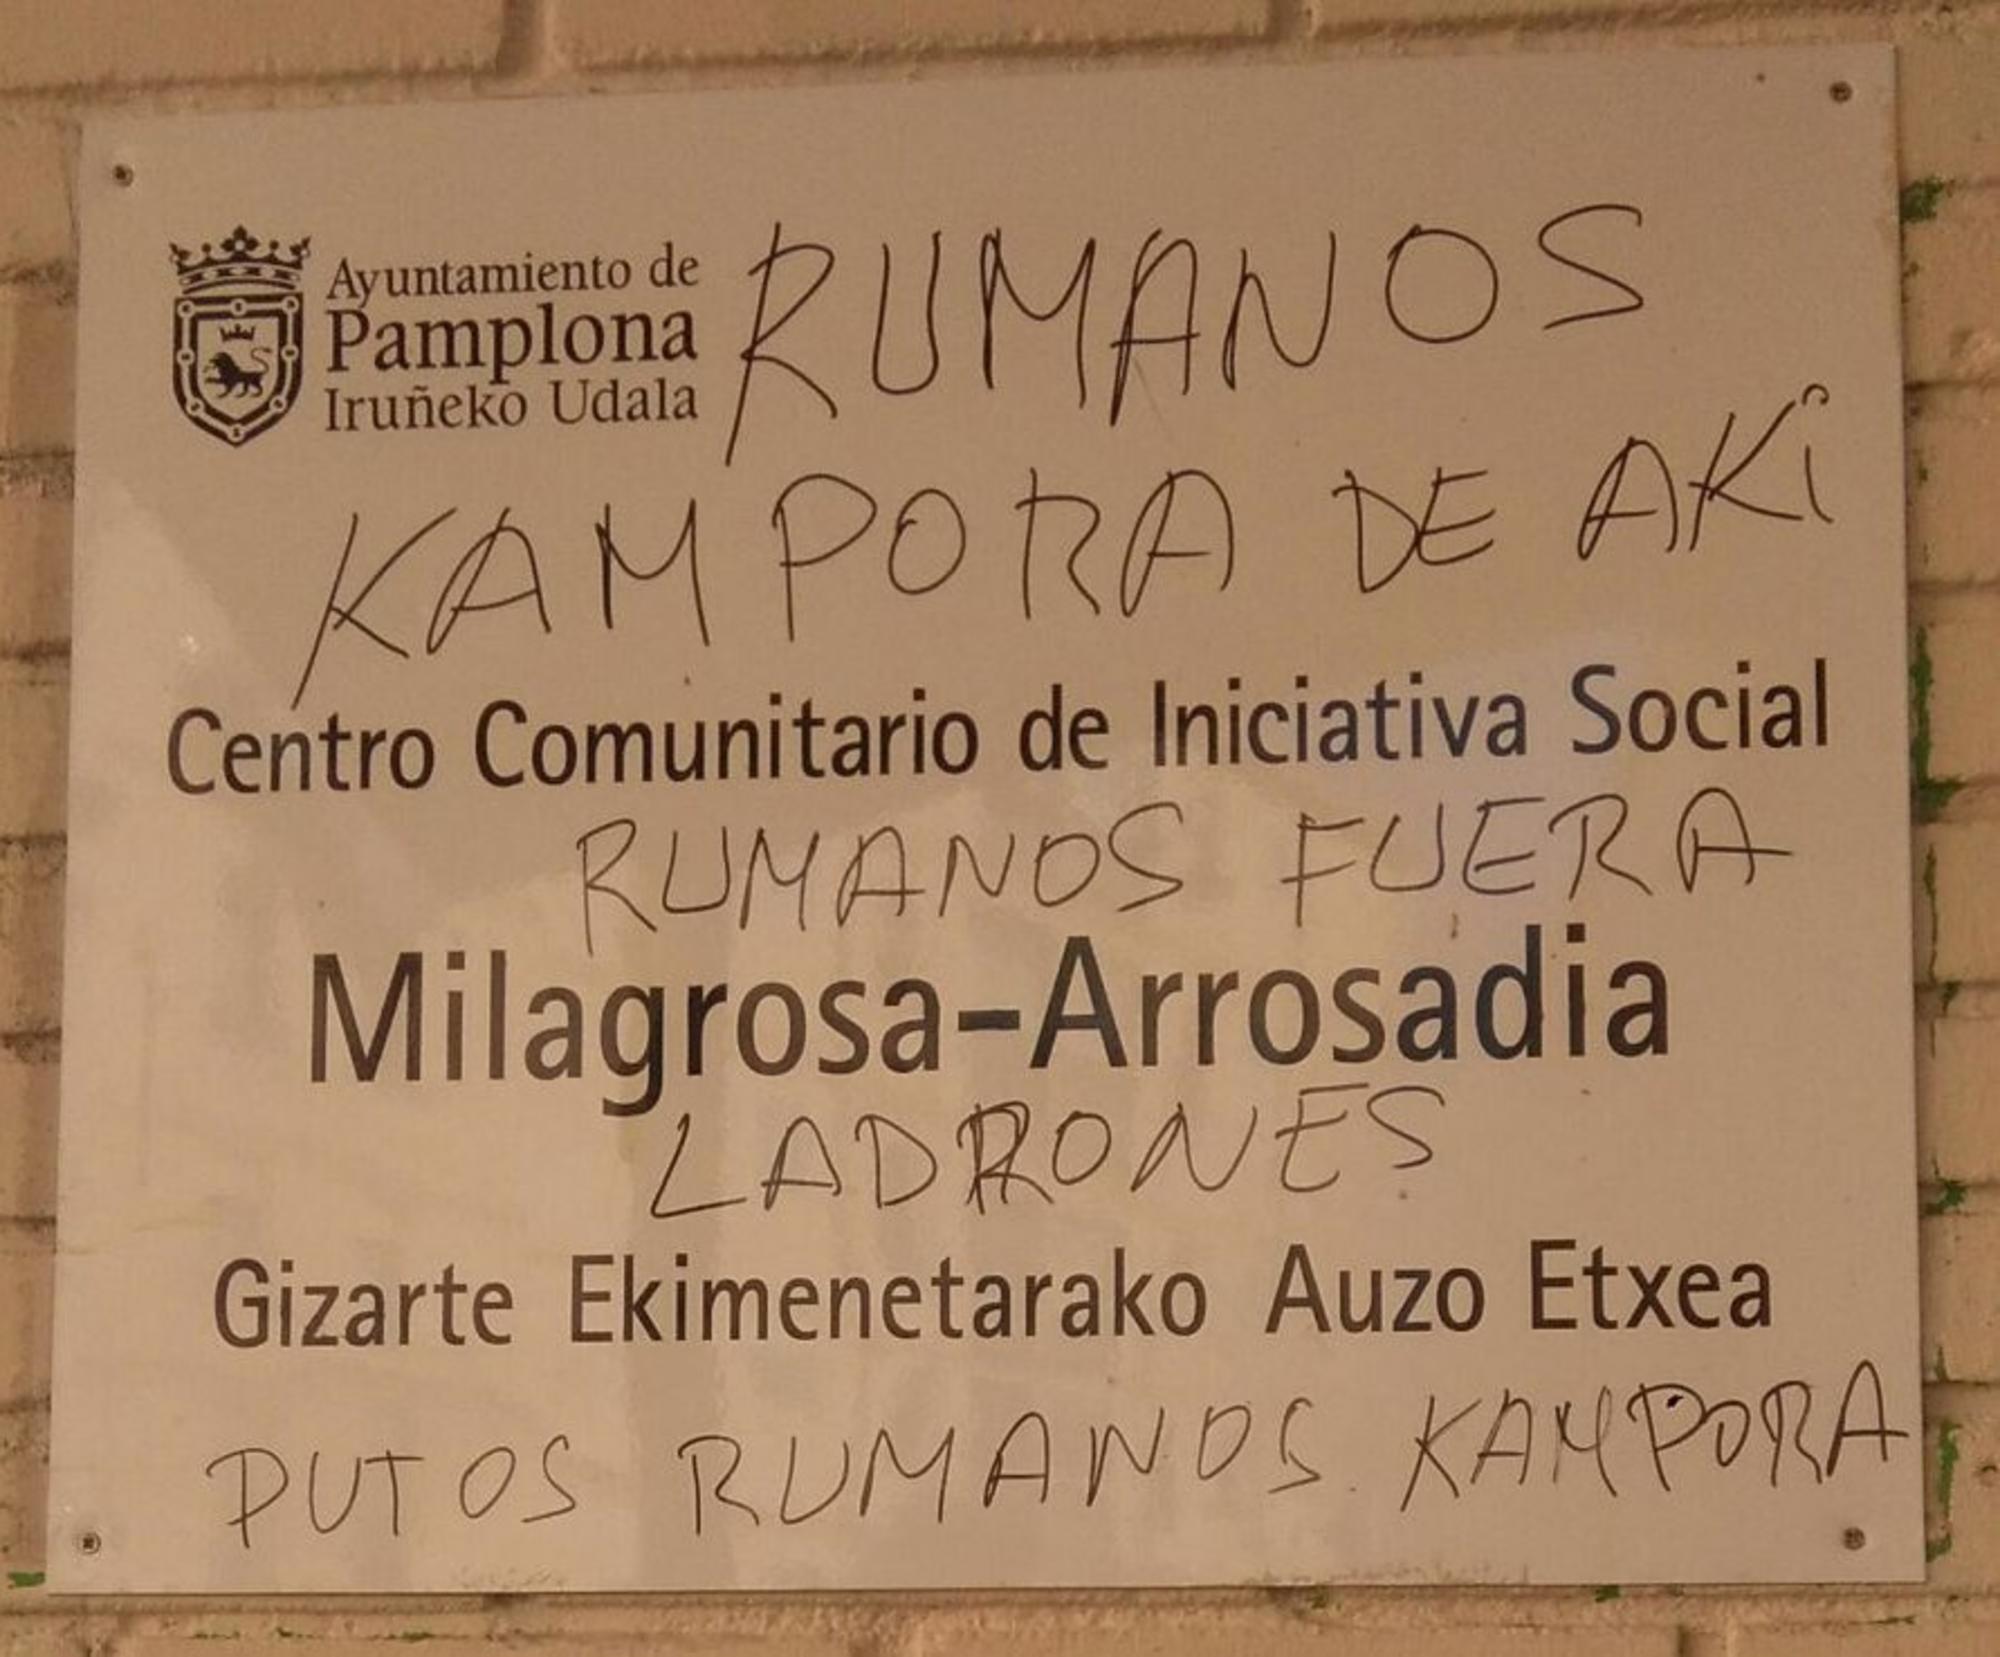 Ayuntamiento de
Pamplona
Iruñeko Udala
RUMANOS
KAMPORA DE AKí
Centro Comunitario de Iniciativa Social
RUMANOS FUERA
Milagrosa-Arrosadia
LADRONES
Gizarte Ekimenetarako Auzo Etxea
PUTOS RUMANOS KAMPORA